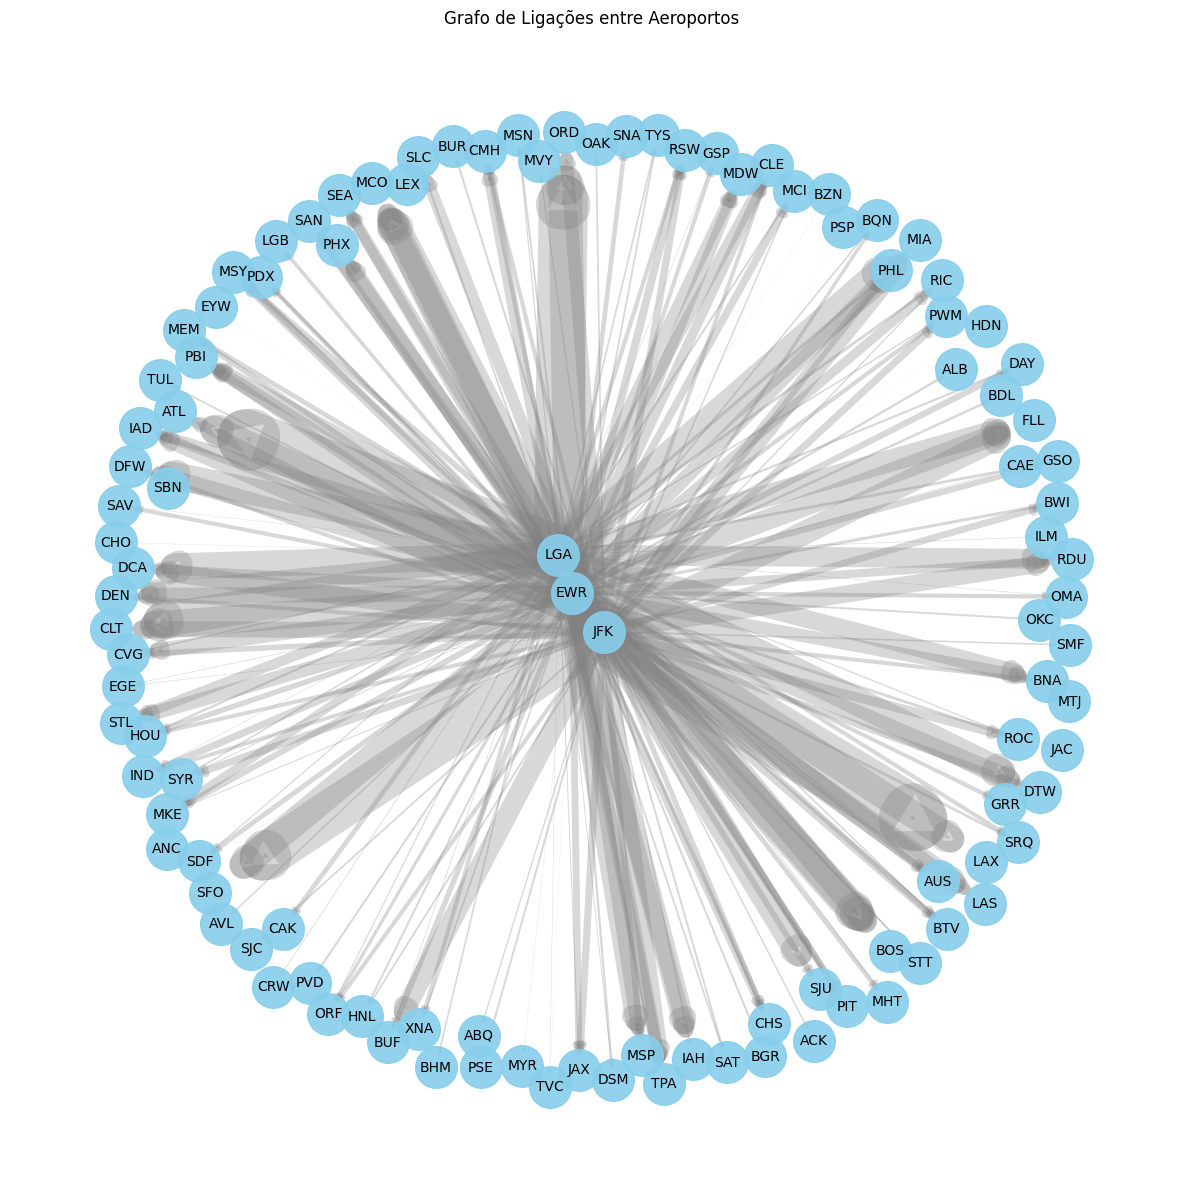 Grafo de Ligações entre Aeroportos
ORD
MSN
SNA
TYS
OAK
BUR
CMH
RSW
GSP
SLC
MVY
CLE
MDW
MCO
LEX
MCI
BZN
SEA
SAN
BQN
PSP
LGB
PHX
MIA
MSY
PDX
PHL
RIC
EYW
PWM
HDN
MEM
PBI
DAY
ALB
TUL
BDL
ATL
FLL
IAD
GSO
DFW
CAE
SBN
SAV
BWI
ILM
CHO
LGA
RDU
DCA
EWR
DEN
OMA
OKC
CLT
JFK
SMF
CVG
EGE
BNA
MTJ
STL
HOU
ROC
JAC
IND
SYR
DTW
GRR
MKE
SRQ
ANC
SDF
LAX
AUS
SFO
LAS
AVL
CAK
BTV
SJC
BOS
STT
CRW
PVD
SJU
MHT
PIT
ORF
HNL
CHS
XNA
ABQ
BUF
ACK
MSP
BGR
IAH
SAT
BHM
PSE
MYR
JAX
DSM
TPA
TVC